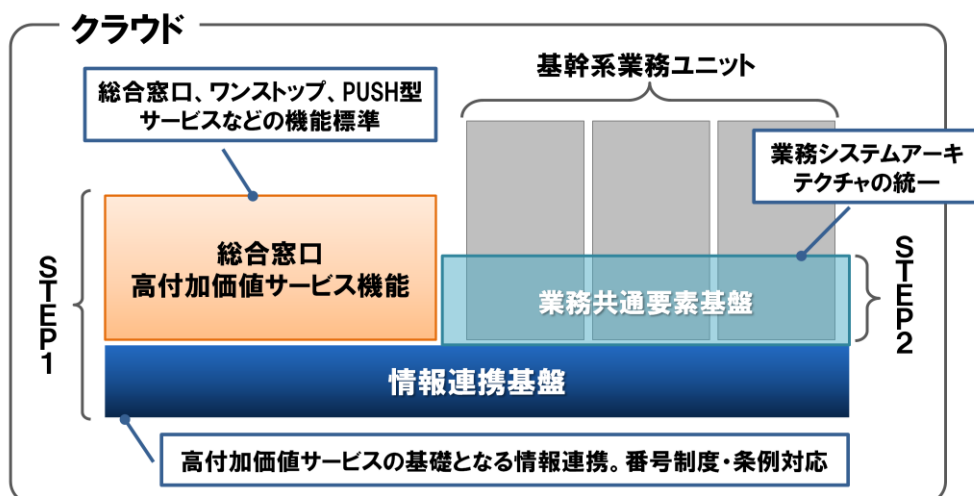 クラウド
基幹系業務ユニット
総合窓口、ワンストップ、PUSH型
サービスなどの機能標準
業務システムアーキ
テクチャの統一
STEP1
総合窓口
高付加価値サービス機能
業務共通要素基盤
STEP2
情報連携基盤
高付加価値サービスの基礎となる情報連携。番号制度・条例対応